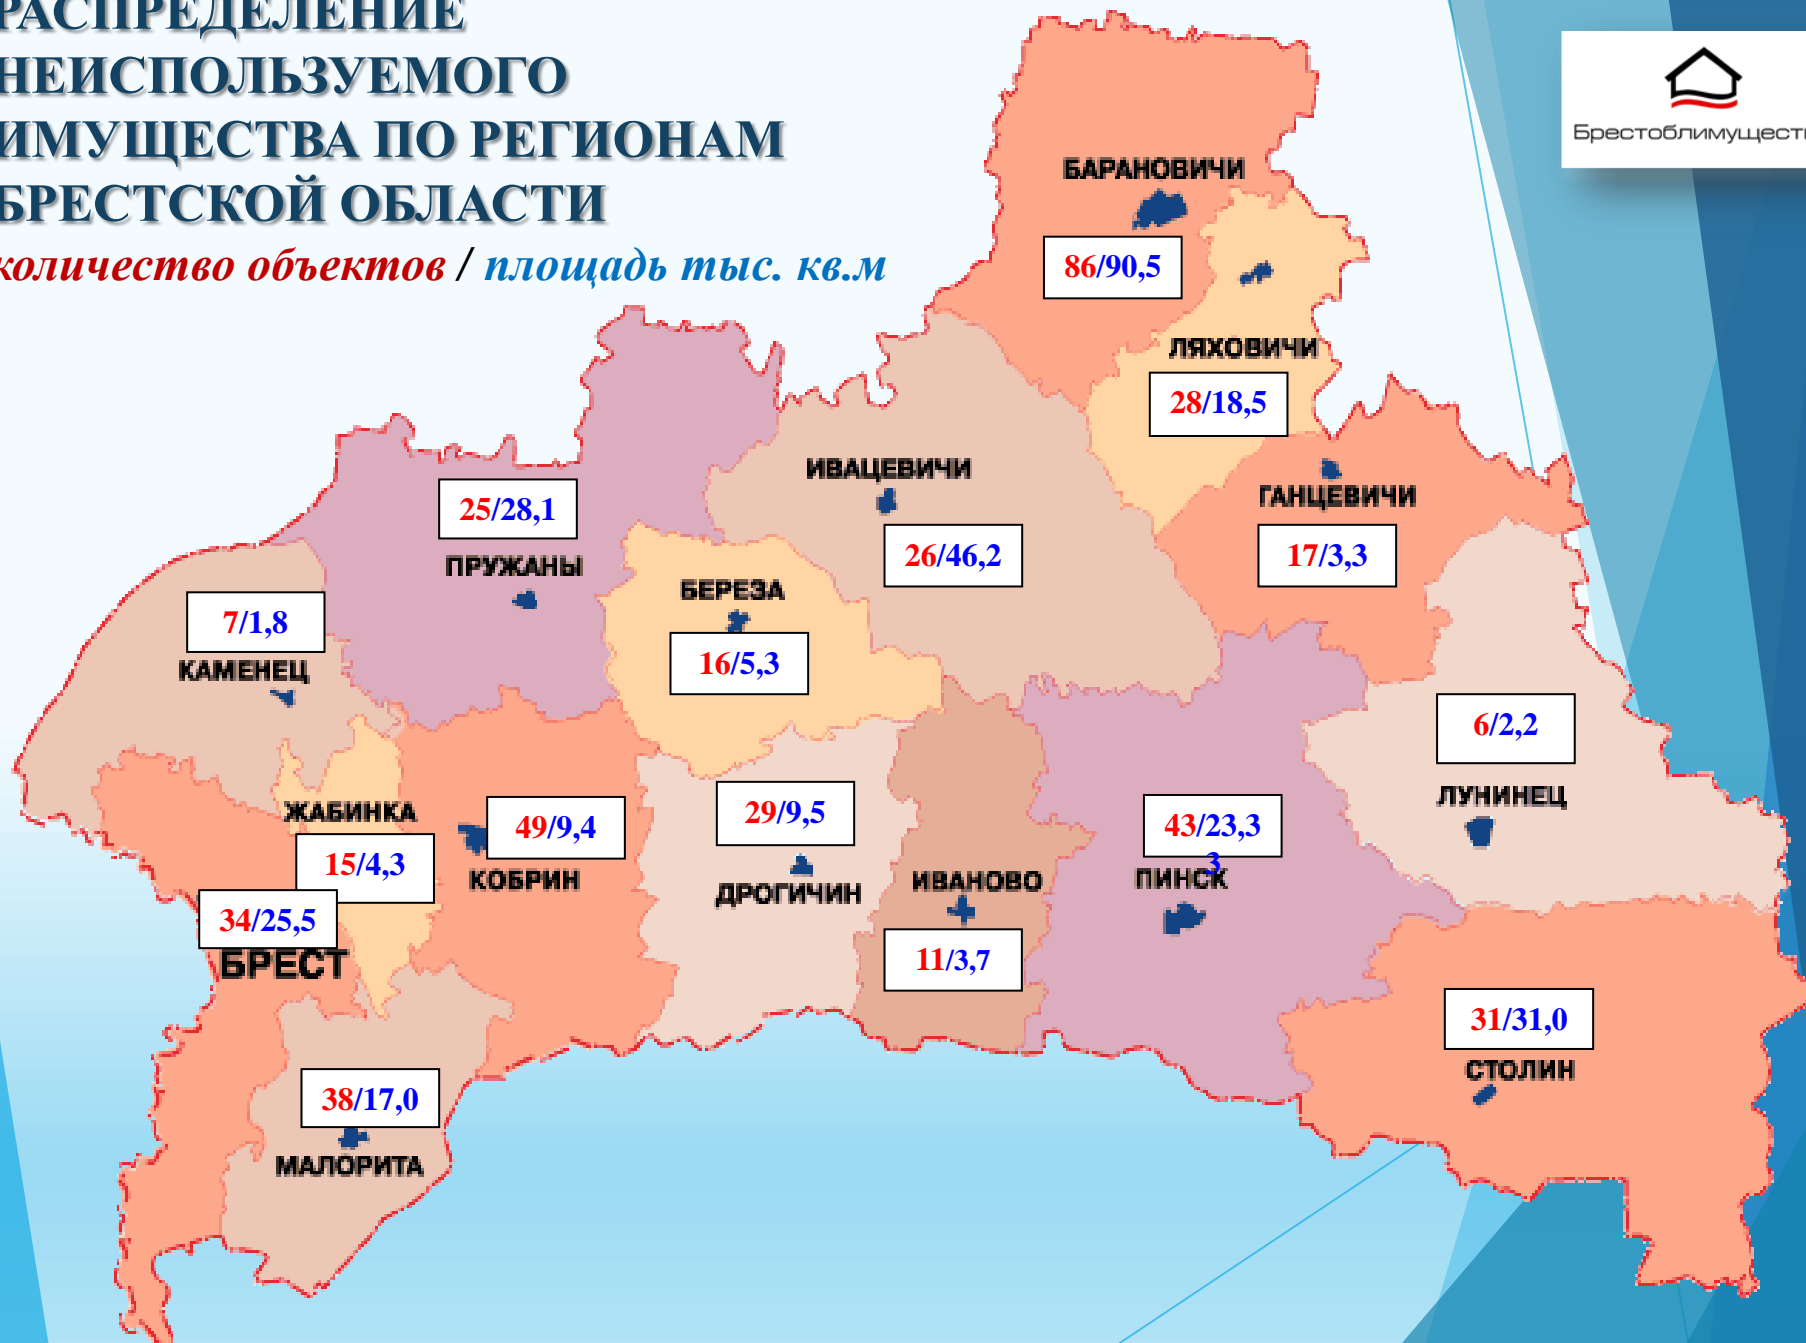 РАСПРЕДЕЛЕНИЕ
НЕИСПОЛЬЗУЕМОГО
ИМУЩЕСТВА ПО РЕГИОНАМ
БРЕСТСКОЙ ОБЛАСТИ
количество объектов / площадь тыс. кв.м
Брестоблимуществ
БАРАНОВИЧИ
86/90,5
ЛЯХОВИЧИ
28/18,5
ИВАЦЕВИЧИ
26/46,2
ГАНЦЕВИЧИ
17/3,3
25/28,1
ПРУЖАНЫ
БЕРЕЗА
16/5,3
7/1,8
КАМЕНЕЦ
6/2,2
ЛУНИНЕЦ
ЖАБИНКА
15/4,3
49/9,4
КОБРИН
29/9,5
ДРОГИЧИН
ИВАНОВО
11/3,7
43/23,3
3
ПИНСК
34/25,5
БРЕСТ
31/31,0
СТОЛИН
38/17,0
МАЛОРИТА